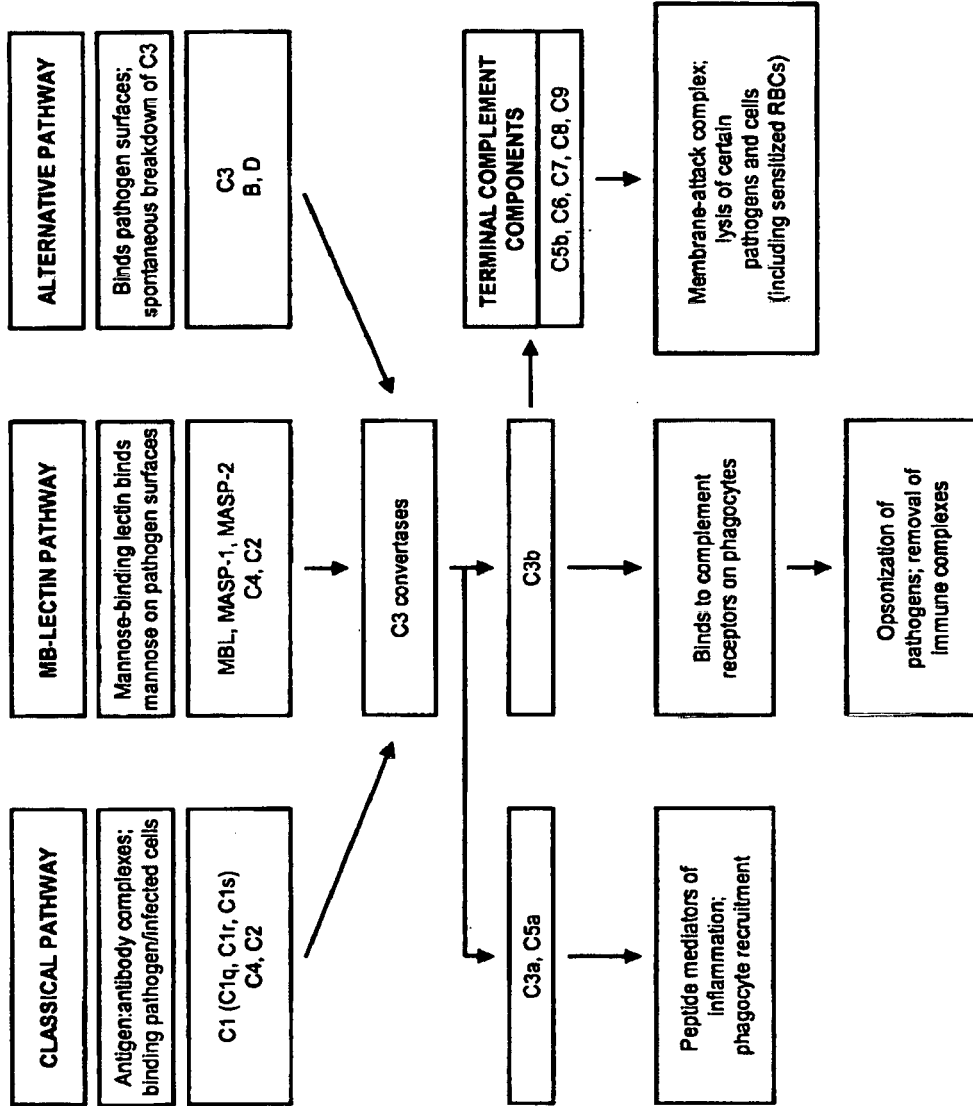 CLASSICAL PATHWAY
Antigen:antibody complexes;
binding pathogen/infected cells
C1 (C1q, C1r, C1s)
C4, C2
MB-LECTIN PATHWAY
Mannose-binding lectin binds
mannose on pathogen surfaces
MBL, MASP-1, MASP-2
C4, C2
ALTERNATIVE PATHWAY
Binds pathogen surfaces;
spontaneous breakdown of C3
C3
B, D
C3 convertases
C3a, C5a
C3b
TERMINAL COMPLEMENT
COMPONENTS
C5b, C6, C7, C8, C9
Peptide mediators of
inflammation;
phagocyte recruitment
Binds to complement
receptors on phagocytes
Membrane-attack complex;
lysis of certain
pathogens and cells
(including sensitized RBCs)
Opsonization of
pathogens; removal of
immune complexes